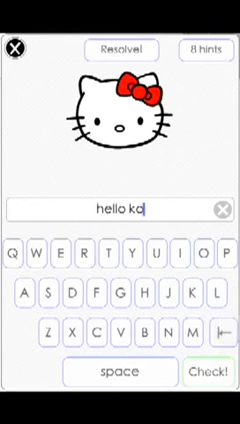 X
Resolve! 8 hints
hello ka
Q W E R T Y U I O P
A S D F G H J K L
Z X C V B N M
space Check!